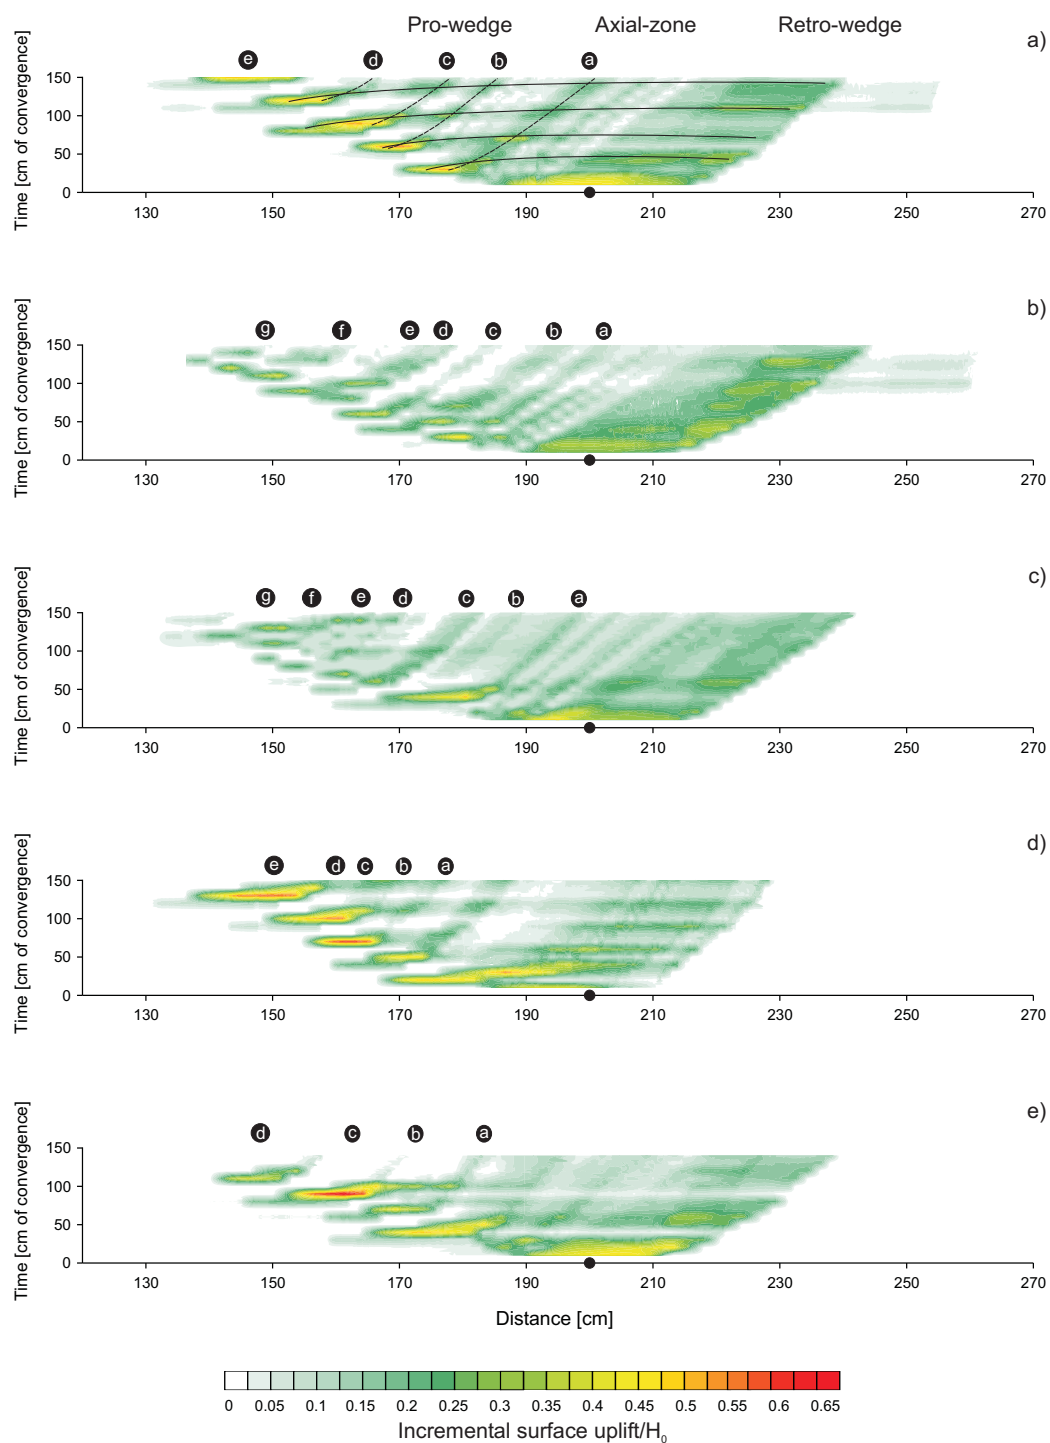 Pro-wedge Axial-zone Retro-wedge
a)
e d c b a
Time [cm of convergence]
150
100
50
0
130 150 170 190 210 230 250 270
b)
g f e d c b a
Time [cm of convergence]
150
100
50
0
130 150 170 190 210 230 250 270
c)
g f e d c b a
Time [cm of convergence]
150
100
50
0
130 150 170 190 210 230 250 270
d)
e d c b a
Time [cm of convergence]
150
100
50
0
130 150 170 190 210 230 250 270
e)
d c b a
Time [cm of convergence]
150
100
50
0
130 150 170 190 210 230 250 270
Distance [cm]
0 0.05 0.1 0.15 0.2 0.25 0.3 0.35 0.4 0.45 0.5 0.55 0.6 0.65
Incremental surface uplift/H₀